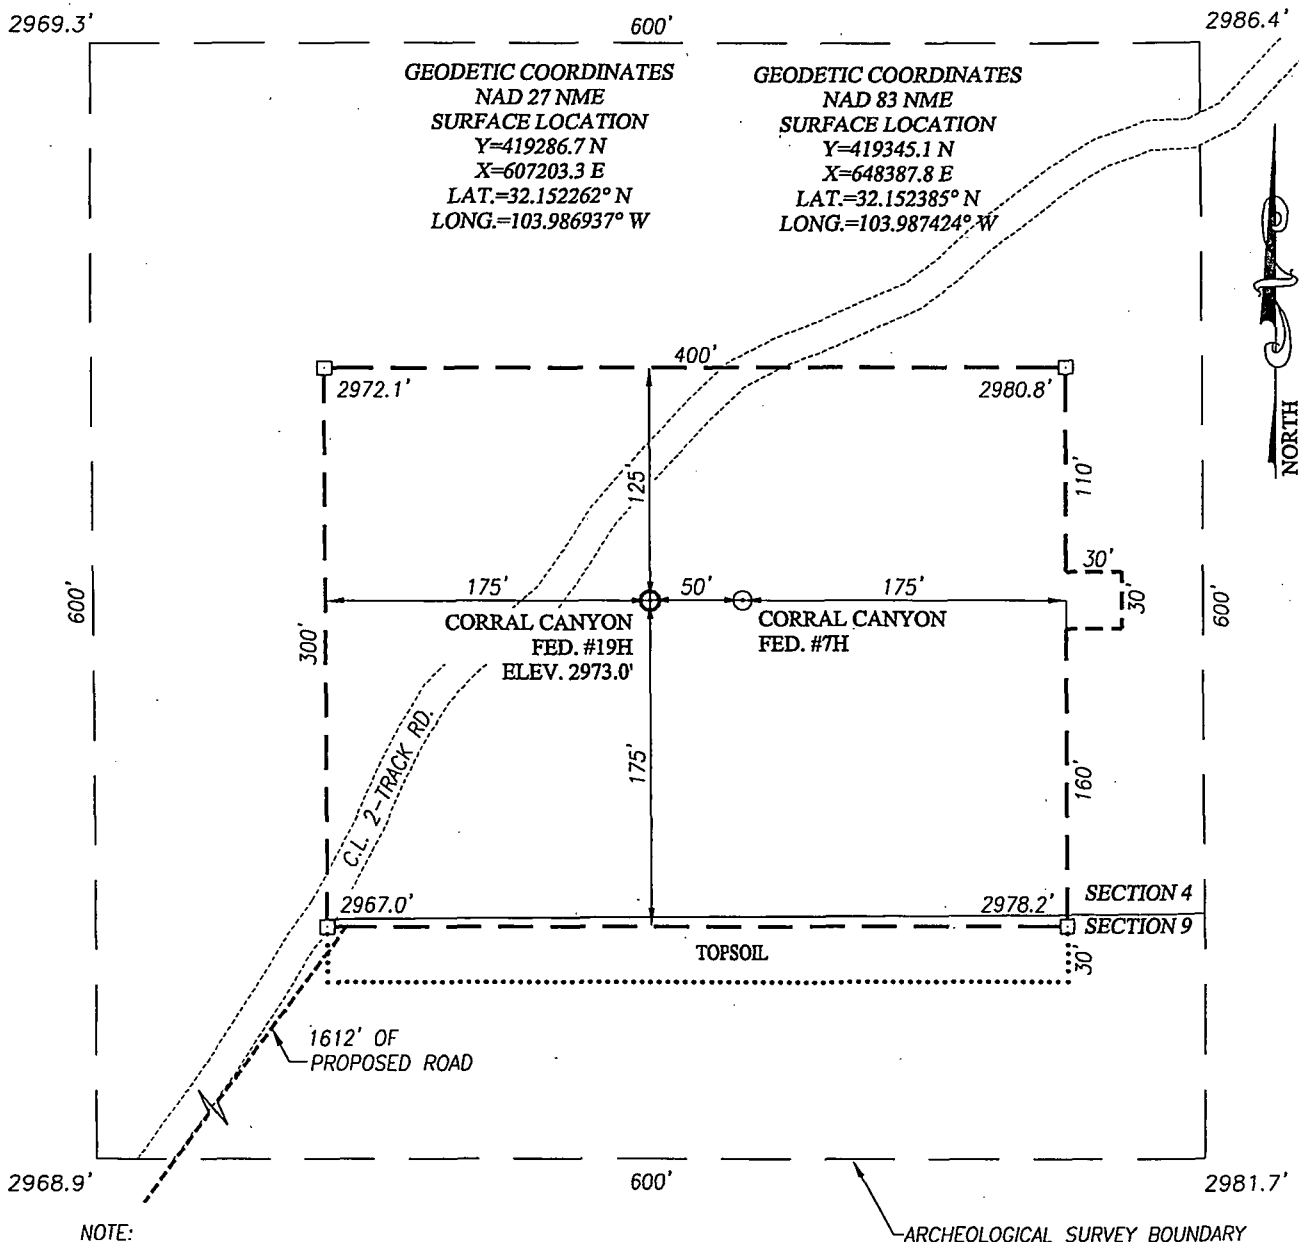 2969.3'
600'
2986.4'
GEODETIC COORDINATES
NAD 27 NME
SURFACE LOCATION
Y=419286.7 N
X=607203.3 E
LAT.=32.152262° N
LONG.=103.986937° W
GEODETIC COORDINATES
NAD 83 NME
SURFACE LOCATION
Y=419345.1 N
X=648387.8 E
LAT.=32.152385° N
LONG.=103.987424° W
NORTH
400'
2972.1'
2980.8'
125'
110'
30'
30'
600'
300'
175'
50'
175'
600'
CORRAL CANYON
FED. #19H
ELEV. 2973.0'
CORRAL CANYON
FED. #7H
C.L. 2-TRACK RD.
175'
160'
2967.0'
2978.2'
SECTION 4
SECTION 9
TOPSOIL
30'
1612' OF
PROPOSED ROAD
2968.9'
600'
2981.7'
NOTE:
ARCHEOLOGICAL SURVEY BOUNDARY